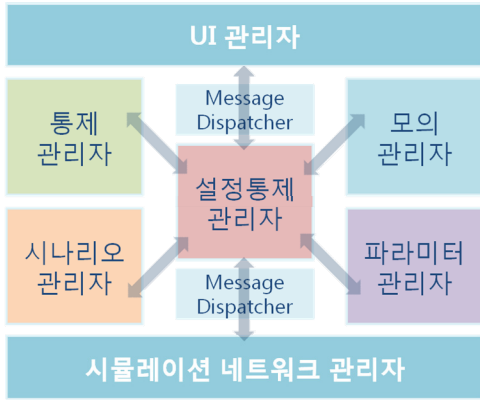 UI 관리자
Message
Dispatcher
통제
관리자
모의
관리자
설정통제
관리자
시나리오
관리자
파라미터
관리자
Message
Dispatcher
시뮬레이션 네트워크 관리자